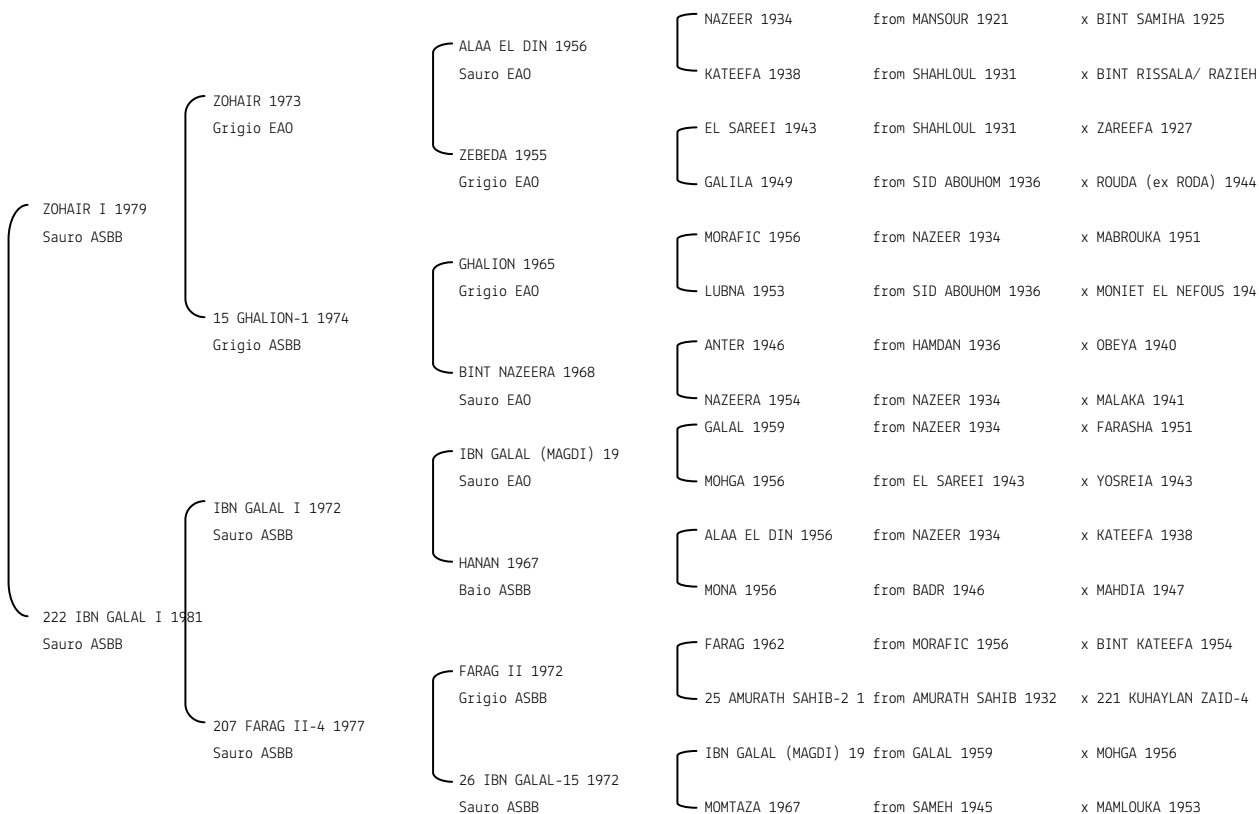 NAZEER 1934 from MANSOUR 1921 x BINT SAMIHA 1925
ALAA EL DIN 1956
Sauro EAO
KATEEFA 1938 from SHAHLOUL 1931 x BINT RISSALA/ RAZIEH
ZOHAIR 1973
Grigio EAO
EL SAREEI 1943 from SHAHLOUL 1931 x ZAREEFA 1927
ZEBEDA 1955
Grigio EAO
GALILA 1949 from SID ABOUHOM 1936 x ROUDA (ex RODA) 1944
ZOHAIR I 1979
Sauro ASBB
MORAFIC 1956 from NAZEER 1934 x MABROUKA 1951
GHALION 1965
Grigio EAO
LUBNA 1953 from SID ABOUHOM 1936 x MONIET EL NEFOUS 194
15 GHALION-1 1974
Grigio ASBB
ANTER 1946 from HAMDAN 1936 x OBEYA 1940
BINT NAZEERA 1968
Sauro EAO
NAZEERA 1954 from NAZEER 1934 x MALAKA 1941
GALAL 1959 from NAZEER 1934 x FARASHA 1951
IBN GALAL (MAGDI) 19
Sauro EAO
MOHGA 1956 from EL SAREEI 1943 x YOSREIA 1943
IBN GALAL I 1972
Sauro ASBB
ALAA EL DIN 1956 from NAZEER 1934 x KATEEFA 1938
HANAN 1967
Baio ASBB
MONA 1956 from BADR 1946 x MAHDIA 1947
222 IBN GALAL I 1981
Sauro ASBB
FARAG 1962 from MORAFIC 1956 x BINT KATEEFA 1954
FARAG II 1972
Grigio ASBB
25 AMURATH SAHIB-2 1 from AMURATH SAHIB 1932 x 221 KUHAYLAN ZAID-4
207 FARAG II-4 1977
Sauro ASBB
IBN GALAL (MAGDI) 19 from GALAL 1959 x MOHGA 1956
26 IBN GALAL-15 1972
Sauro ASBB
MOMTAZA 1967 from SAMEH 1945 x MAMLOUKA 1953